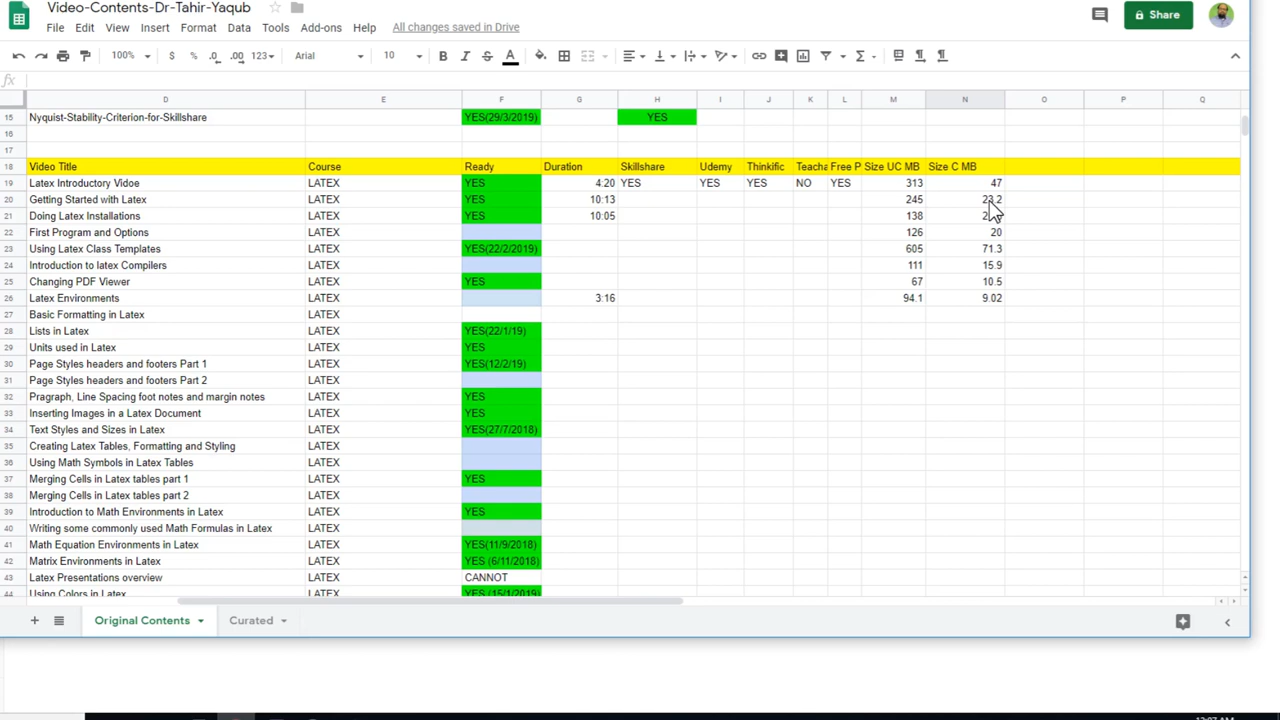 Video-Contents-Dr-Tahir-Yaqub
File Edit View Insert Format Data Tools Add-ons Help All changes saved in Drive
Share
100% $ % .0 .00 123 Arial 10 B I S A
fx
D E F G H I J K L M N O P Q
15 Nyquist-Stability-Criterion-for-Skillshare YES(29/3/2019) YES
16
17
18 Video Title Course Ready Duration Skillshare Udemy Thinkific Teacha Free P Size UC MB Size C MB
19 Latex Introductory Vidoe LATEX YES 4:20 YES YES YES NO YES 313 47
20 Getting Started with Latex LATEX YES 10:13 245
21 Doing Latex Installations LATEX YES 10:05 138
22 First Program and Options LATEX 126 20
23 Using Latex Class Templates LATEX YES(22/2/2019) 605 71.3
24 Introduction to latex Compilers LATEX 111 15.9
25 Changing PDF Viewer LATEX YES 67 10.5
26 Latex Environments LATEX 3:16 94.1 9.02
27 Basic Formatting in Latex LATEX
28 Lists in Latex LATEX YES(22/1/19)
29 Units used in Latex LATEX YES
30 Page Styles headers and footers Part 1 LATEX YES(12/2/19)
31 Page Styles headers and footers Part 2 LATEX
32 Pragraph, Line Spacing foot notes and margin notes LATEX YES
33 Inserting Images in a Latex Document LATEX YES
34 Text Styles and Sizes in Latex LATEX YES(27/7/2018)
35 Creating Latex Tables, Formatting and Styling LATEX
36 Using Math Symbols in Latex Tables LATEX
37 Merging Cells in Latex tables part 1 LATEX YES
38 Merging Cells in Latex tables part 2 LATEX
39 Introduction to Math Environments in Latex LATEX YES
40 Writing some commonly used Math Formulas in Latex LATEX
41 Math Equation Environments in Latex LATEX YES(11/9/2018)
42 Matrix Environments in Latex LATEX YES (6/11/2018)
43 Latex Presentations overview LATEX CANNOT
44 Using Colors in Latex LATEX YES (15/1/2019)
Original Contents Curated